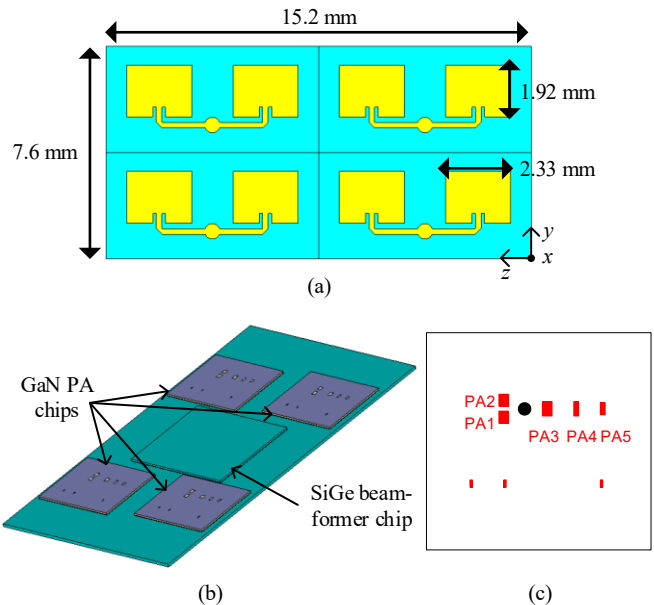 15.2 mm
1.92 mm
7.6 mm
2.33 mm
y
z
x
(a)
GaN PA
chips
SiGe beam-
former chip
(b)
PA2
PA1
PA3 PA4 PA5
(c)